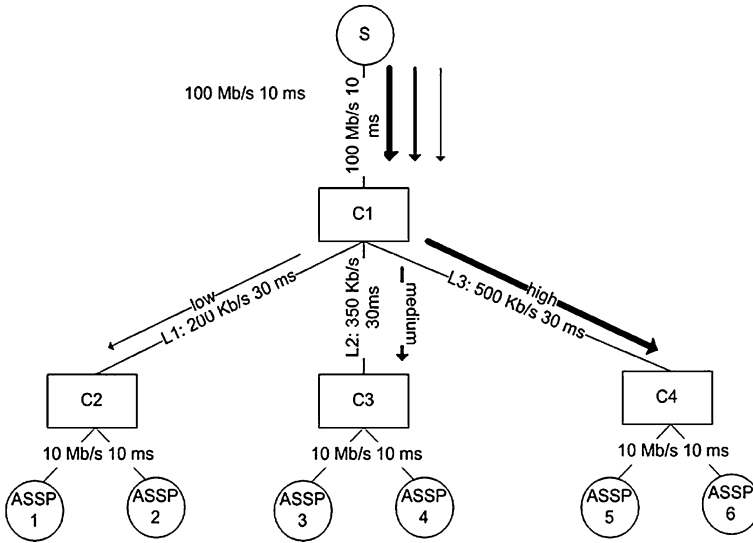 S
100 Mb/s 10 ms
100 Mb/s 10
ms
C1
low
L1: 200 Kb/s 30 ms
L2: 350 Kb/s
30ms
medium
high
L3: 500 Kb/s 30 ms
C2
C3
C4
10 Mb/s 10 ms
10 Mb/s 10 ms
10 Mb/s 10 ms
ASSP
1
ASSP
2
ASSP
3
ASSP
4
ASSP
5
ASSP
6